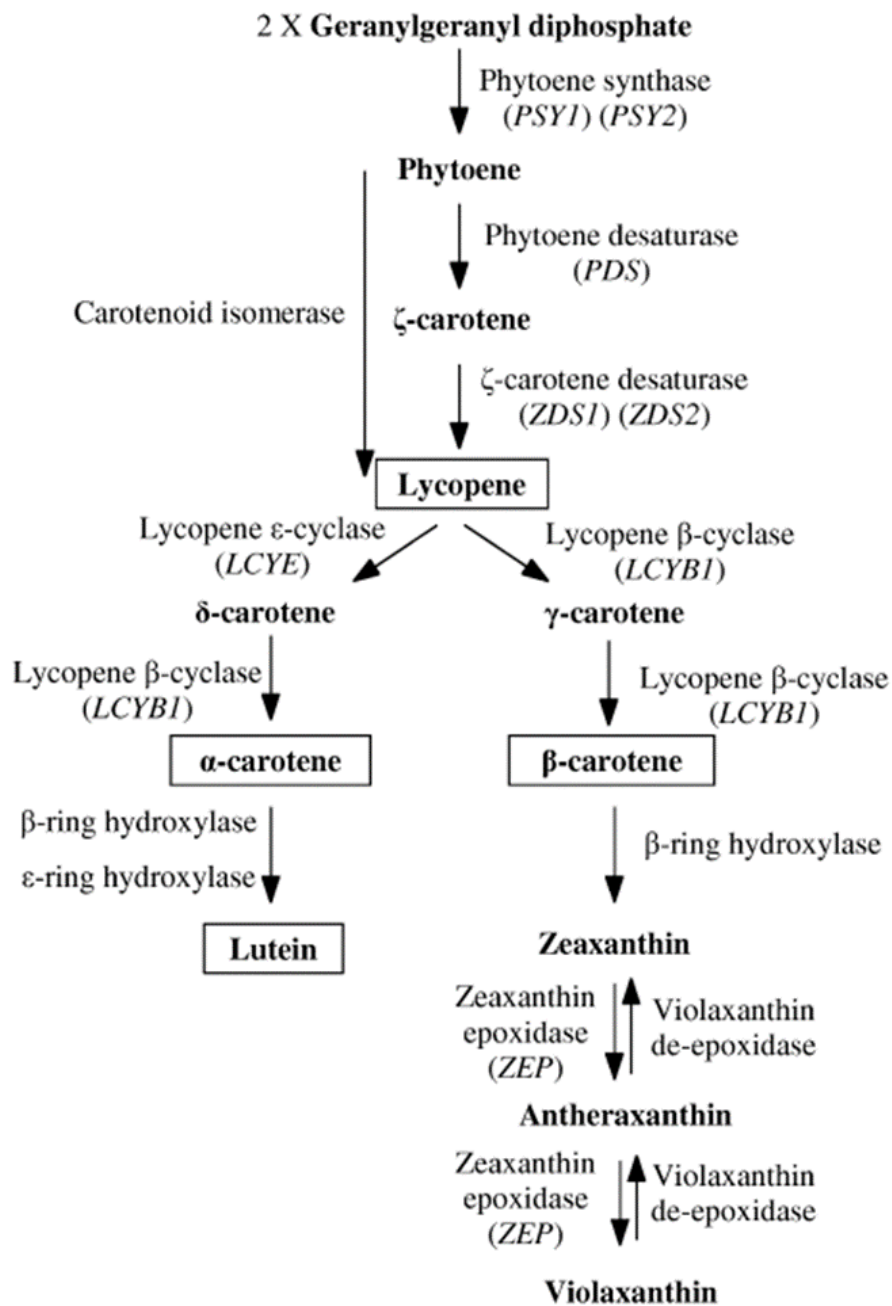 2 X Geranylgeranyl diphosphate
Phytoene synthase
(PSY1) (PSY2)
Phytoene
Phytoene desaturase
(PDS)
Carotenoid isomerase
ζ-carotene
ζ-carotene desaturase
(ZDS1) (ZDS2)
Lycopene
Lycopene ε-cyclase
(LCYE)
Lycopene β-cyclase
(LCYB1)
δ-carotene
γ-carotene
Lycopene β-cyclase
(LCYB1)
Lycopene β-cyclase
(LCYB1)
α-carotene
β-carotene
β-ring hydroxylase
ε-ring hydroxylase
β-ring hydroxylase
Lutein
Zeaxanthin
Zeaxanthin
epoxidase
(ZEP)
Violaxanthin
de-epoxidase
Antheraxanthin
Zeaxanthin
epoxidase
(ZEP)
Violaxanthin
de-epoxidase
Violaxanthin